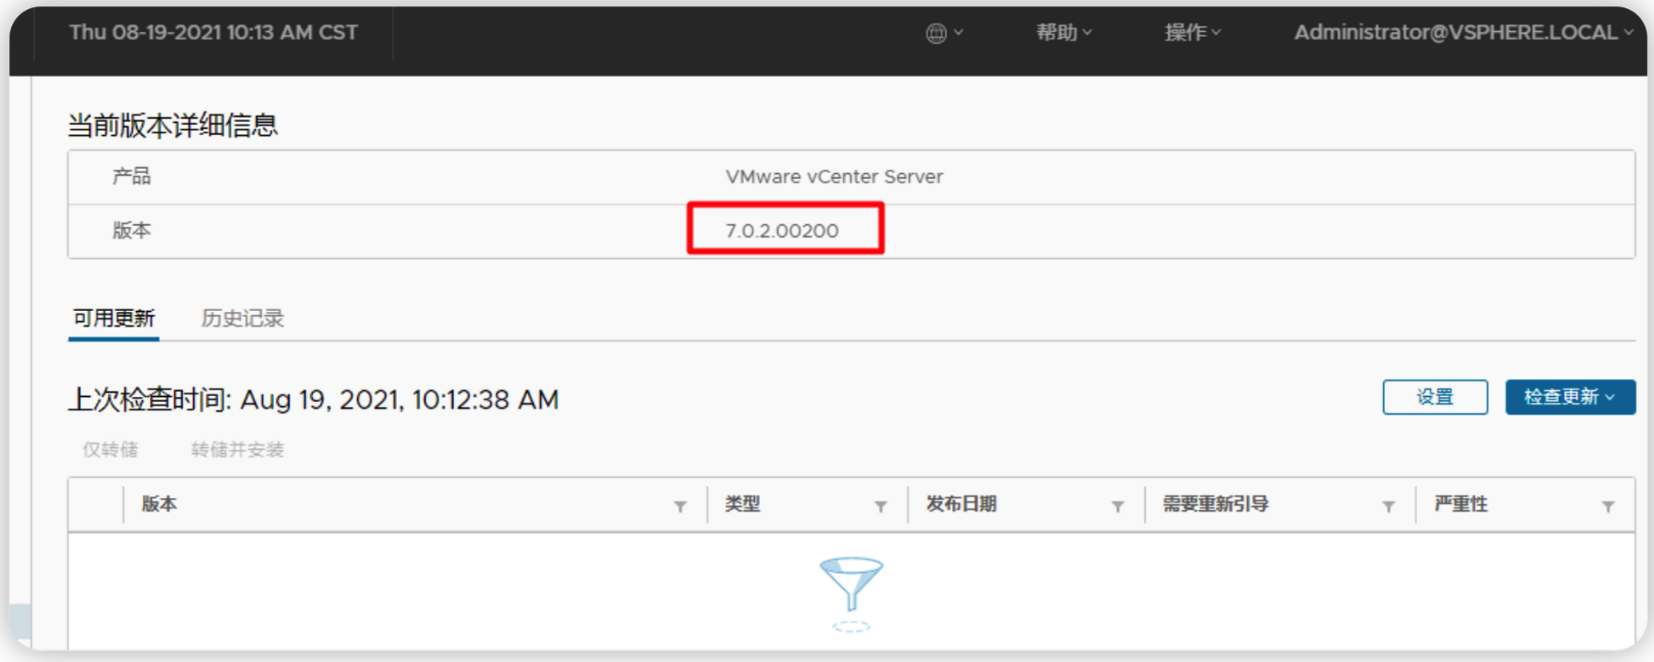 Thu 08-19-2021 10:13 AM CST 帮助 操作 Administrator@VSPHERE.LOCAL
当前版本详细信息
产品 VMware vCenter Server
版本 7.0.2.00200
可用更新 历史记录
上次检查时间: Aug 19, 2021, 10:12:38 AM 设置 检查更新
仅转储 转储并安装
版本 类型 发布日期 需要重新引导 严重性